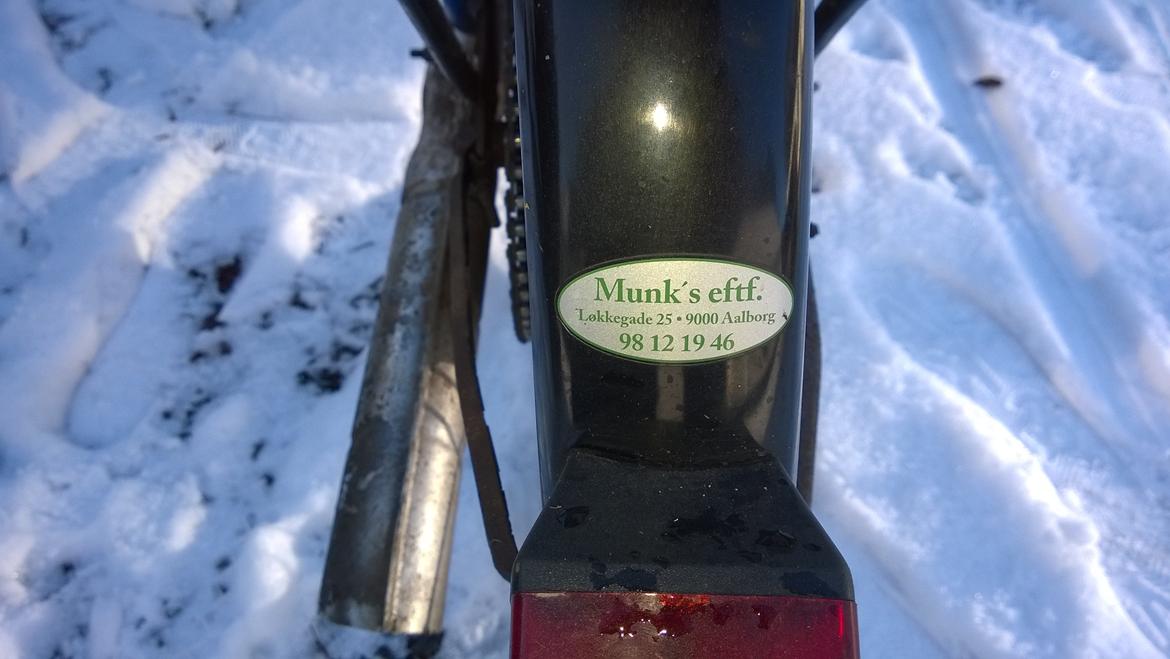 Munk´s eftf.
Løkkegade 25 • 9000 Aalborg
98 12 19 46